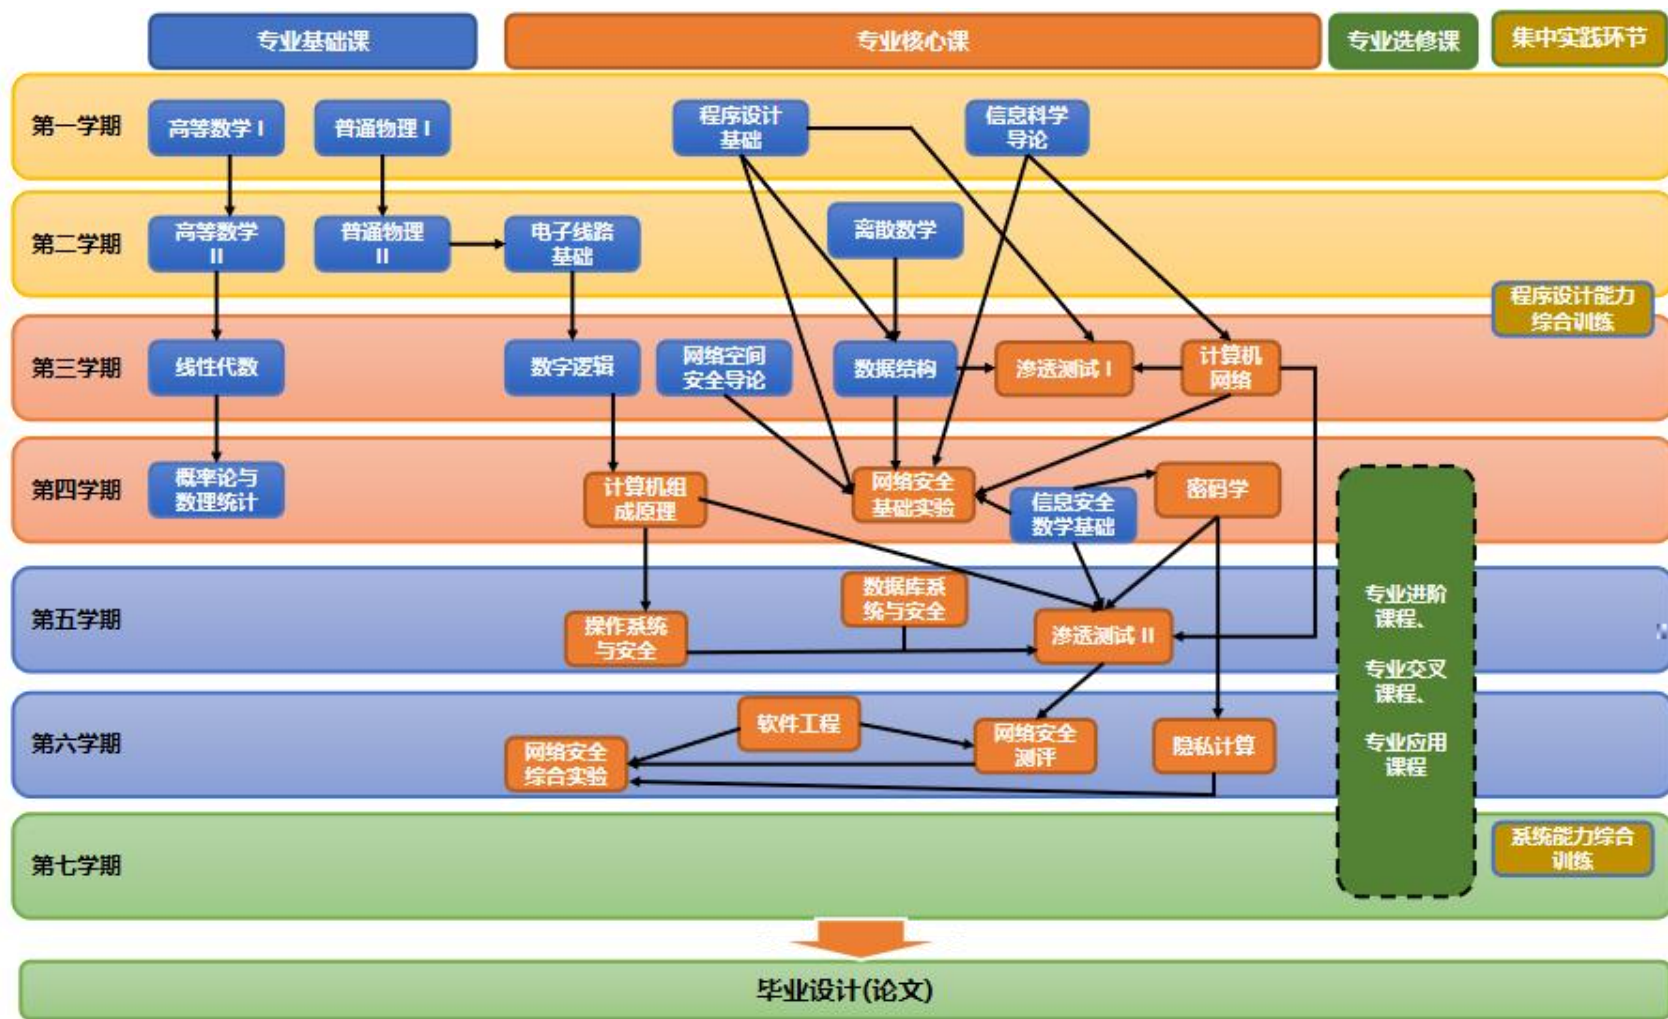 专业基础课
专业核心课
专业选修课
集中实践环节
第一学期
高等数学 I
普通物理 I
程序设计
基础
信息科学
导论
第二学期
高等数学
II
普通物理
II
电子线路
基础
离散数学
程序设计能力
综合训练
第三学期
线性代数
数字逻辑
网络空间
安全导论
数据结构
渗透测试 I
计算机
网络
第四学期
概率论与
数理统计
计算机组
成原理
网络安全
基础实验
信息安全
数学基础
密码学
第五学期
操作系统
与安全
数据库系
统与安全
渗透测试 II
专业进阶
课程、
专业交叉
课程、
专业应用
课程
第六学期
网络安全
综合实验
软件工程
网络安全
测评
隐私计算
第七学期
系统能力综合
训练
毕业设计(论文)